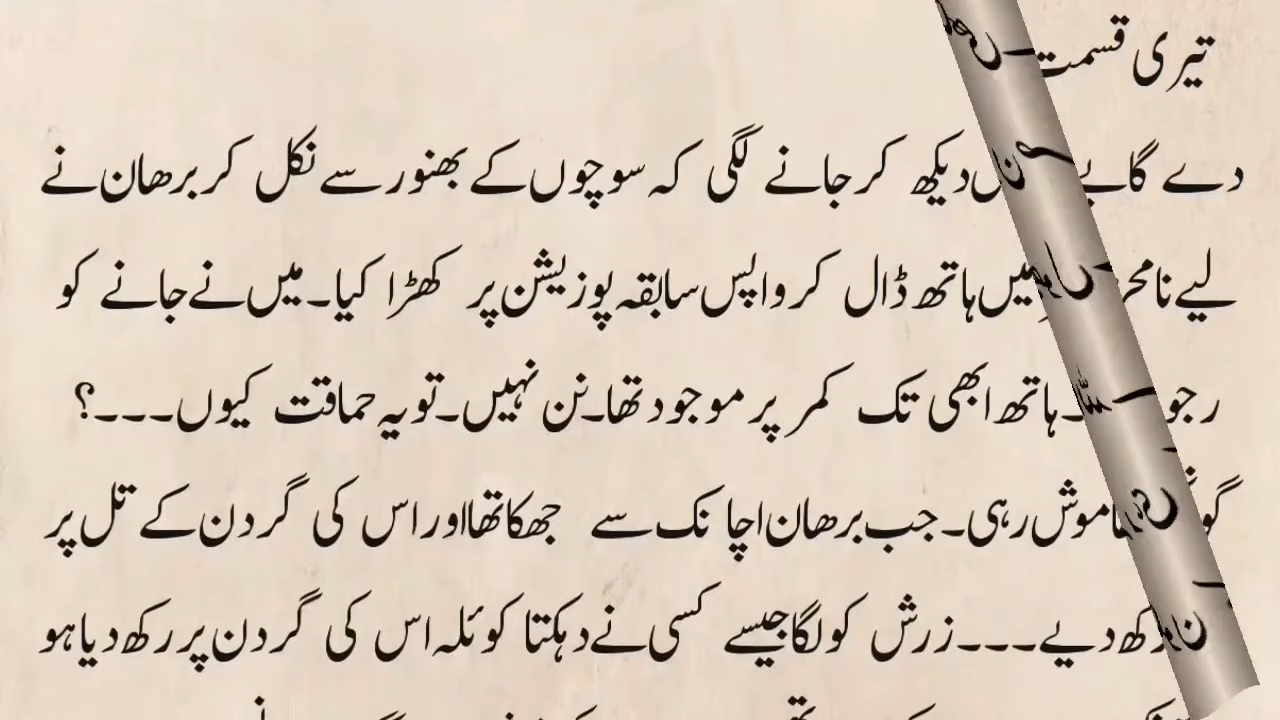 تیری قسمت
دے گا دیکھ کر جانے لگی کہ سوچوں کے بھنور سے نکل کر برھان نے
لیے میں ہاتھ ڈال کر واپس سابقہ پوزیشن پر کھڑا کیا۔ میں نے جانے کو
ہاتھ ابھی تک کمر پر موجود تھا۔ نن نہیں۔ تو یہ حماقت کیوں۔۔۔؟
خاموش رہی۔ جب برھان اچانک سے جھکا تھا اور اس کی گردن کے تل پر
رکھ دیے۔۔۔ زرش کو لگا جیسے کسی نے دہکتا کوئلہ اس کی گردن پر رکھ دیا ہو